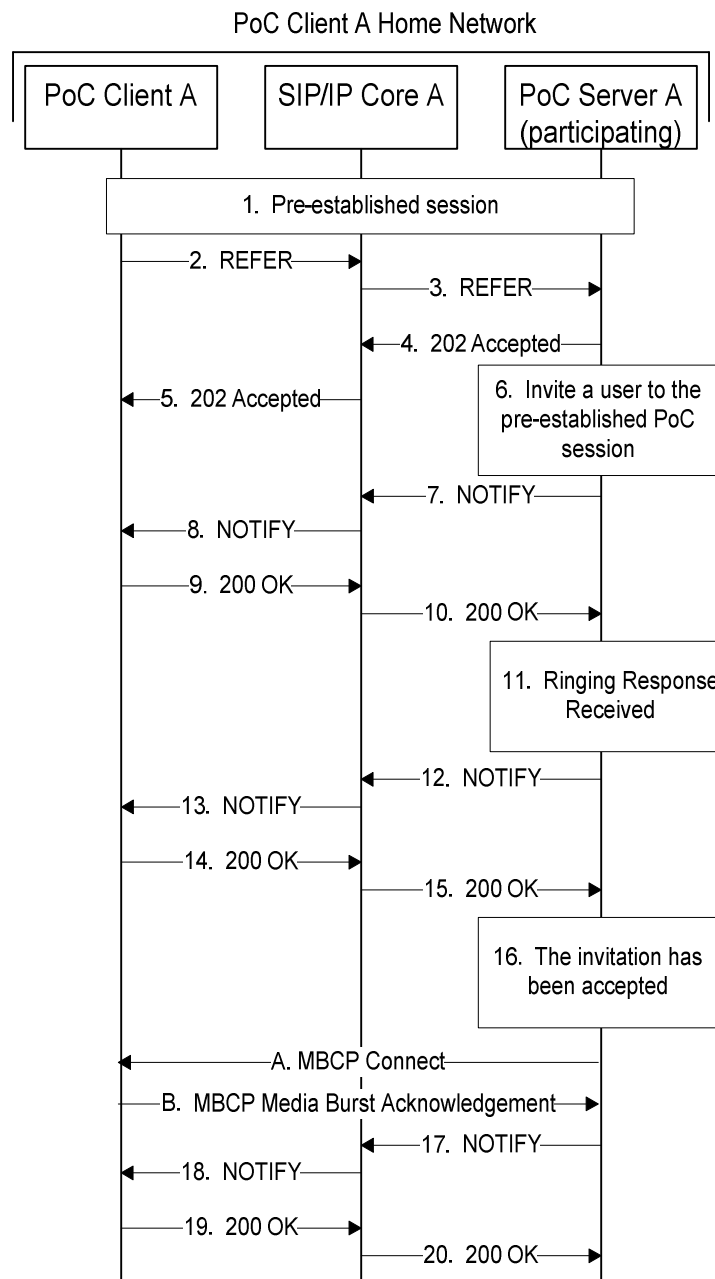 PoC Client A Home Network
PoC Client A
SIP/IP Core A
PoC Server A
(participating)
1. Pre-established session
2. REFER
3. REFER
4. 202 Accepted
5. 202 Accepted
6. Invite a user to the
pre-established PoC
session
7. NOTIFY
8. NOTIFY
9. 200 OK
10. 200 OK
11. Ringing Response
Received
12. NOTIFY
13. NOTIFY
14. 200 OK
15. 200 OK
16. The invitation has
been accepted
A. MBCP Connect
B. MBCP Media Burst Acknowledgement
17. NOTIFY
18. NOTIFY
19. 200 OK
20. 200 OK